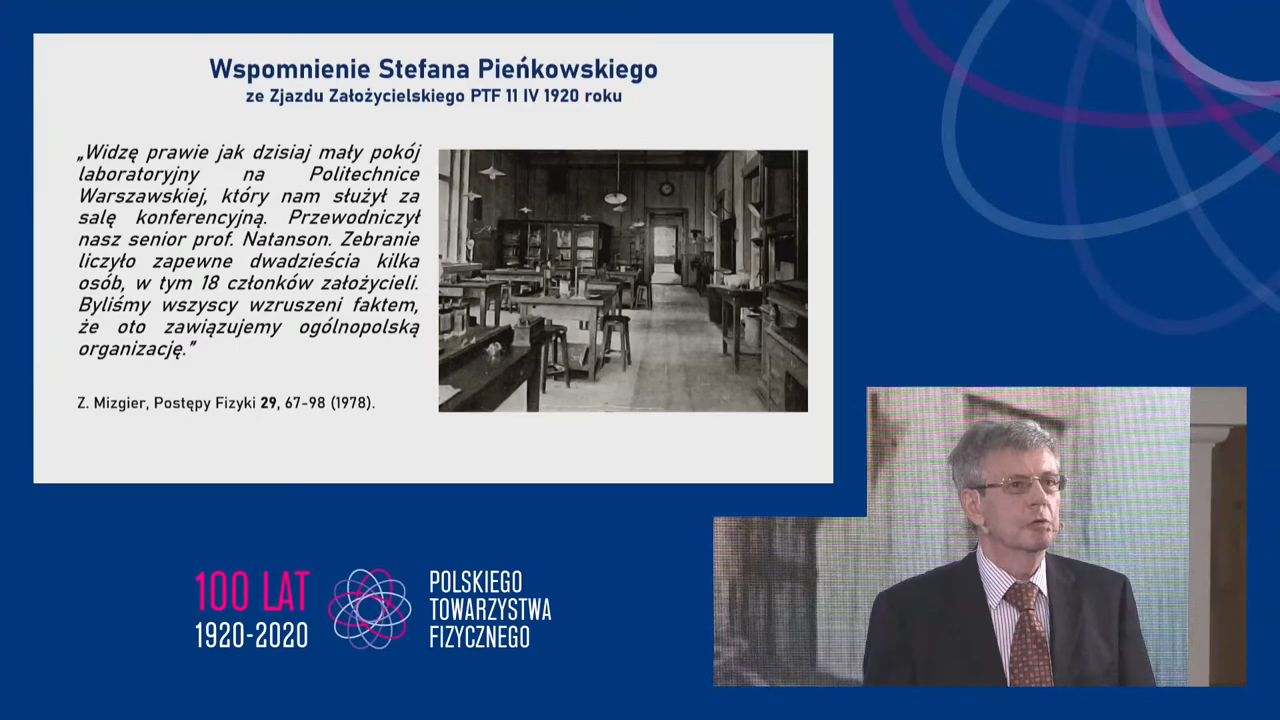 Wspomnienie Stefana Pieńkowskiego
ze Zjazdu Założycielskiego PTF 11 IV 1920 roku
„Widzę prawie jak dzisiaj mały pokój
laboratoryjny na Politechnice
Warszawskiej, który nam służył za
salę konferencyjną. Przewodniczył
nasz senior prof. Natanson. Zebranie
liczyło zapewne dwadzieścia kilka
osób, w tym 18 członków założycieli.
Byliśmy wszyscy wzruszeni faktem,
że oto zawiązujemy ogólnopolską
organizację.”
Z. Mizgier, Postępy Fizyki 29, 67-98 (1978).
100 LAT
1920-2020
POLSKIEGO
TOWARZYSTWA
FIZYCZNEGO